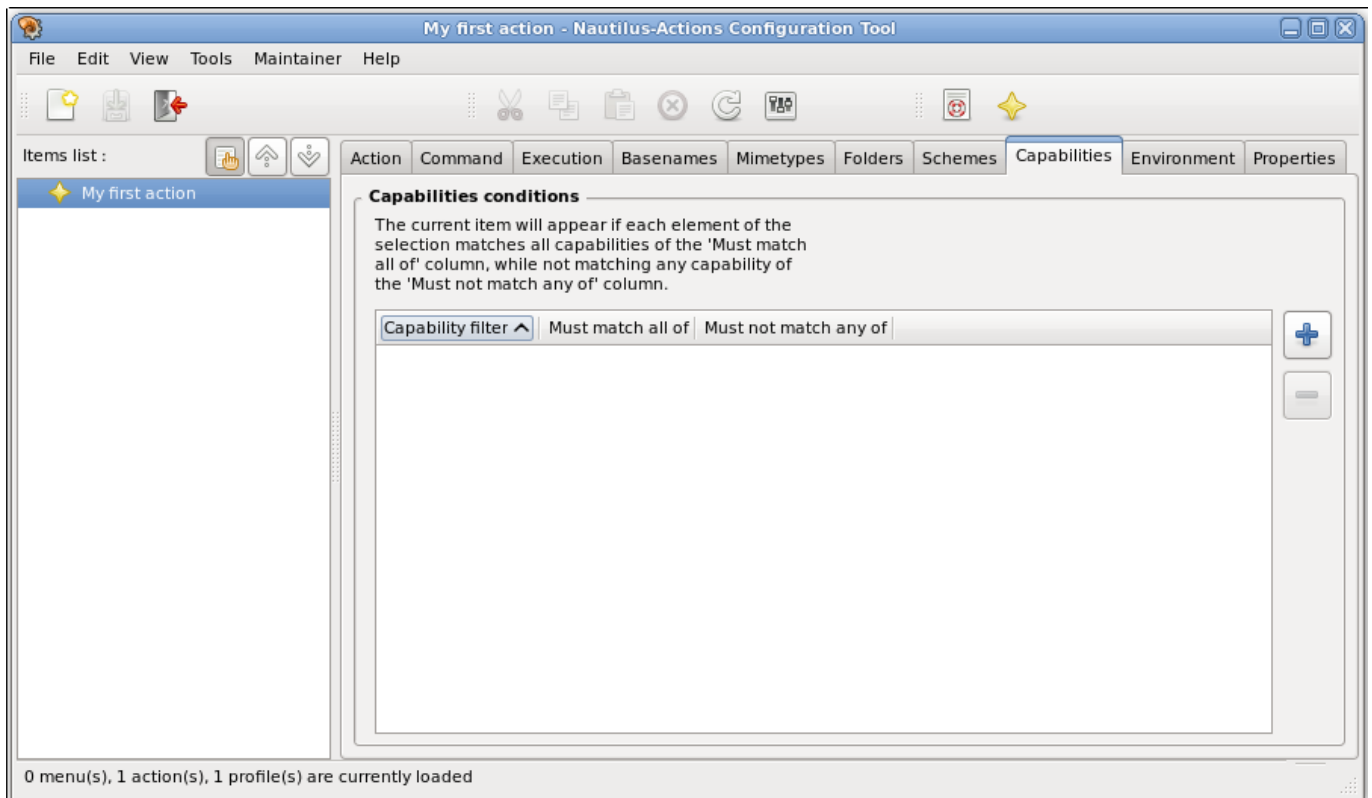 My first action - Nautilus-Actions Configuration Tool
File Edit View Tools Maintainer Help
Items list :
Action Command Execution Basenames Mimetypes Folders Schemes Capabilities Environment Properties
My first action
Capabilities conditions
The current item will appear if each element of the
selection matches all capabilities of the 'Must match
all of' column, while not matching any capability of
the 'Must not match any of' column.
Capability filter Must match all of Must not match any of
0 menu(s), 1 action(s), 1 profile(s) are currently loaded